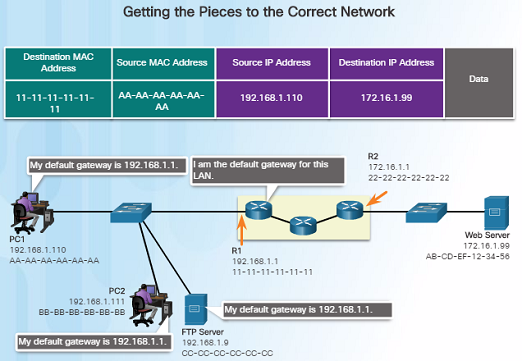 Getting the Pieces to the Correct Network
Destination MAC
Address
Source MAC Address
Source IP Address
Destination IP Address
Data
11-11-11-11-11-
11
AA-AA-AA-AA-AA-
AA
192.168.1.110
172.16.1.99
My default gateway is 192.168.1.1.
I am the default gateway for this
LAN.
R2
172.16.1.1
22-22-22-22-22-22
PC1
192.168.1.110
AA-AA-AA-AA-AA-AA
R1
192.168.1.1
11-11-11-11-11-11
Web Server
172.16.1.99
AB-CD-EF-12-34-56
PC2
192.168.1.111
BB-BB-BB-BB-BB-BB
My default gateway is 192.168.1.1.
FTP Server
192.168.1.9
CC-CC-CC-CC-CC-CC
My default gateway is 192.168.1.1.